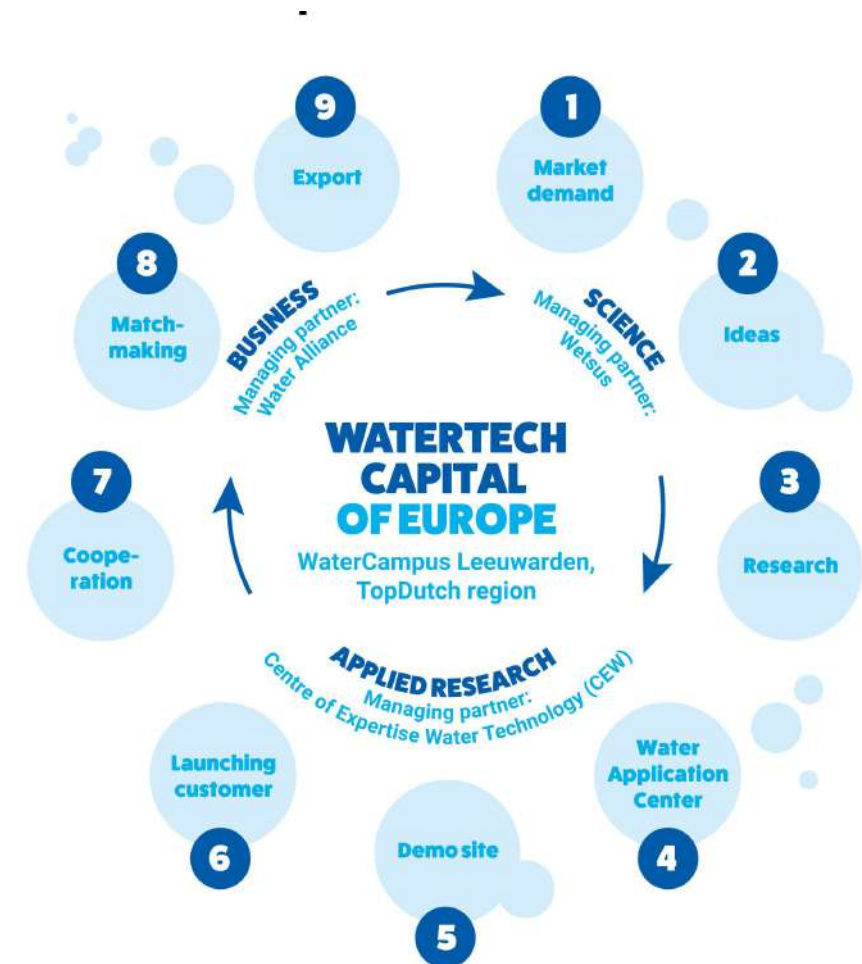 9
Export
1
Market
demand
8
Match-
making
2
Ideas
BUSINESS
Managing partner:
Water Alliance
SCIENCE
Managing partner:
Wetsus
WATERTECH
CAPITAL
OF EUROPE
WaterCampus Leeuwarden,
TopDutch region
7
Coope-
ration
3
Research
APPLIED RESEARCH
Managing partner:
Centre of Expertise Water Technology (CEW)
Launching
customer
6
Demo site
5
Water
Application
Center
4